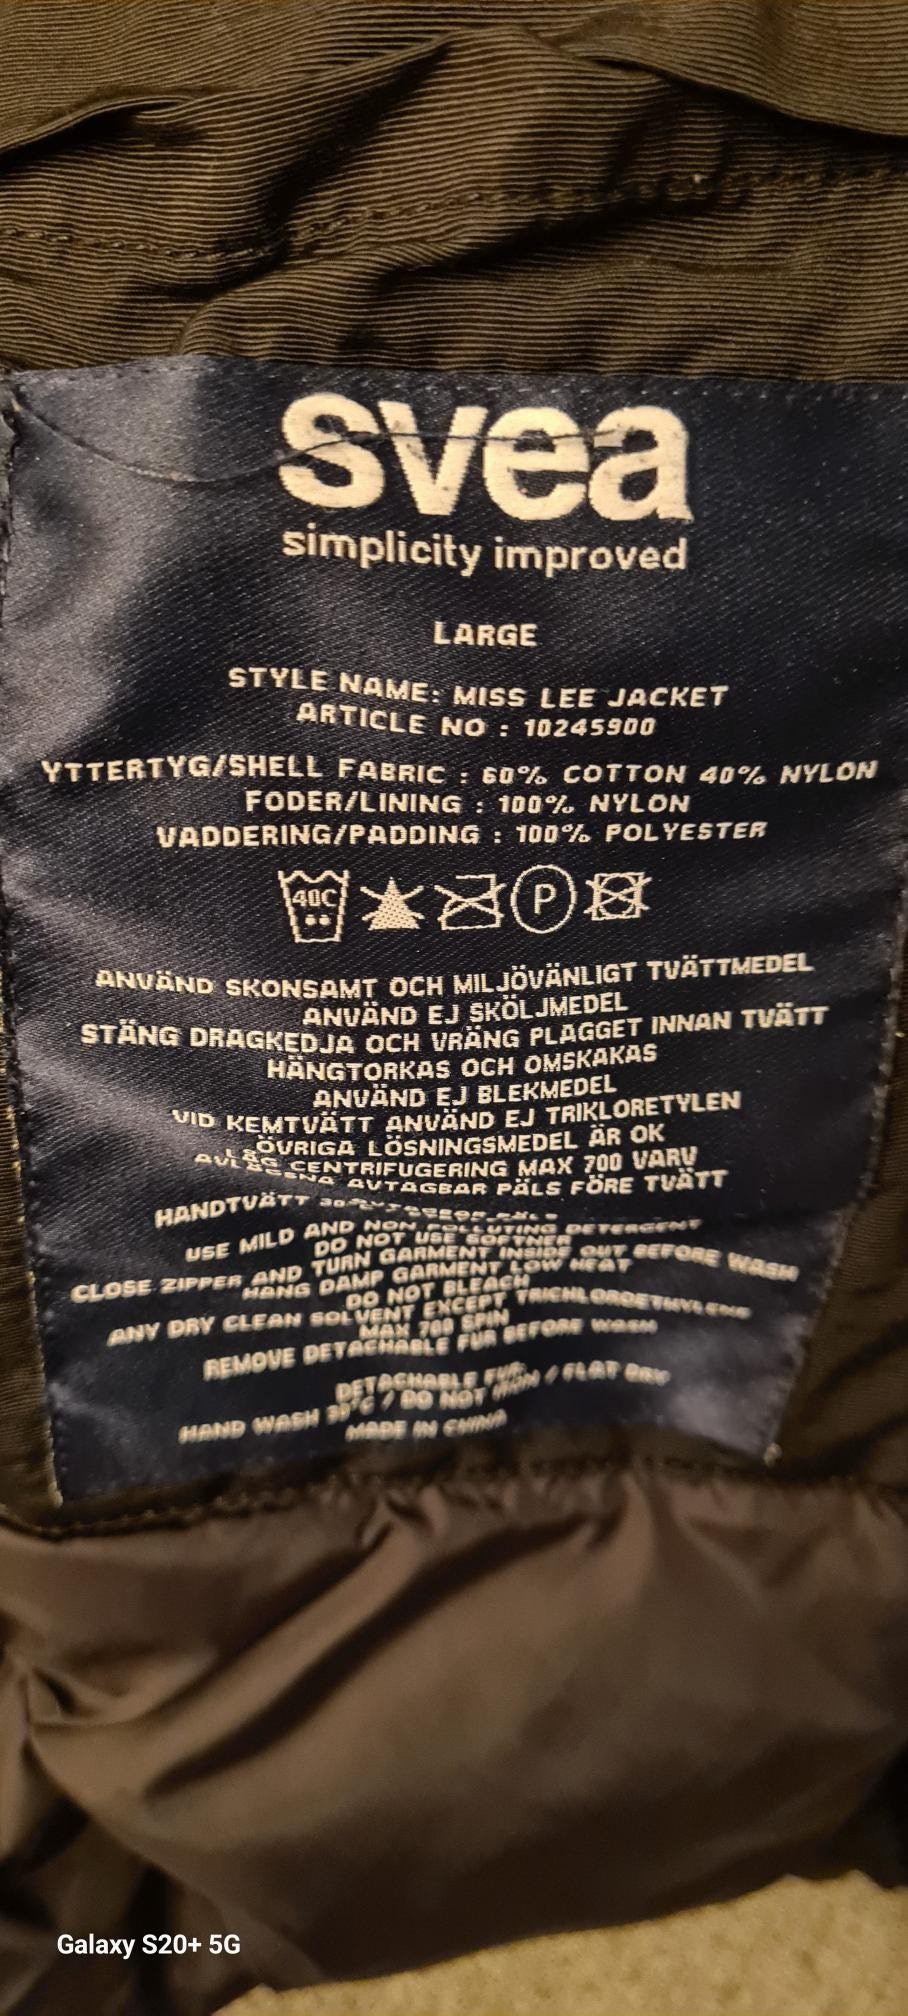 svea
simplicity improved
LARGE
STYLE NAME: MISS LEE JACKET
ARTICLE NO : 10245900
YTTERTYG/SHELL FABRIC : 60% COTTON 40% NYLON
FODER/LINING : 100% NYLON
VADDERING/PADDING : 100% POLYESTER
40C P
ANVÄND SKONSAMT OCH MILJÖVÄNLIGT TVÄTTMEDEL
ANVÄND EJ SKÖLJMEDEL
STÄNG DRAGKEDJA OCH VRÄNG PLAGGET INNAN TVÄTT
HÄNGTORKAS OCH OMSKAKAS
ANVÄND EJ BLEKMEDEL
VID KEMTVÄTT ANVÄND EJ TRIKLORETYLEN
ÖVRIGA LÖSNINGSMEDEL ÄR OK
LÅG CENTRIFUGERING MAX 700 VARV
AVLÄGSNA AVTAGBAR PÄLS FÖRE TVÄTT
HANDTVÄTT
USE MILD AND NON POLLUTING DETERGENT
DO NOT USE SOFTNER
CLOSE ZIPPER AND TURN GARMENT INSIDE OUT BEFORE WASH
HANG DAMP GARMENT LOW HEAT
DO NOT BLEACH
ANY DRY CLEAN SOLVENT EXCEPT TRICHLOROETHYLENE
MAX 700 SPIN
REMOVE DETACHABLE FUR BEFORE WASH
DETACHABLE FUR
HAND WASH 30°C / DO NOT IRON / FLAT DRY
MADE IN CHINA
Galaxy S20+ 5G